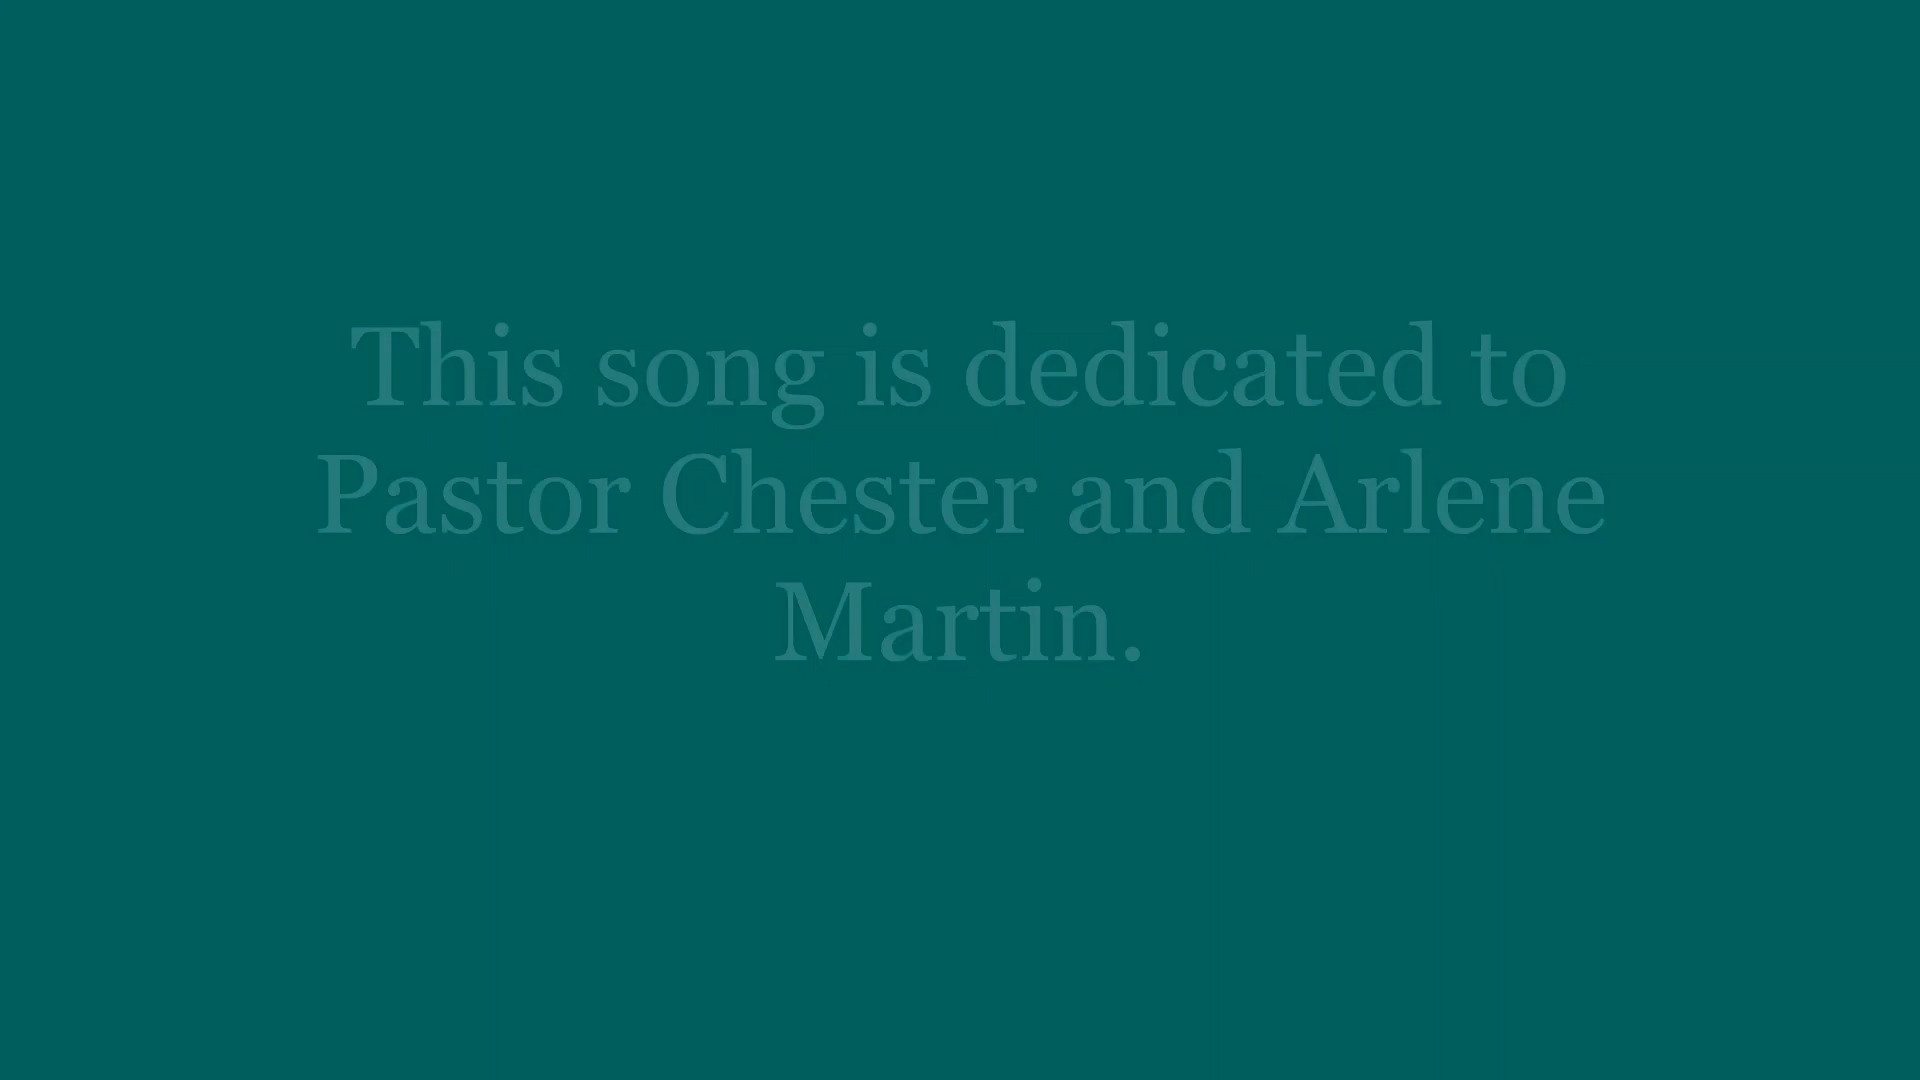 This song is dedicated to
Pastor Chester and Arlene
Martin.